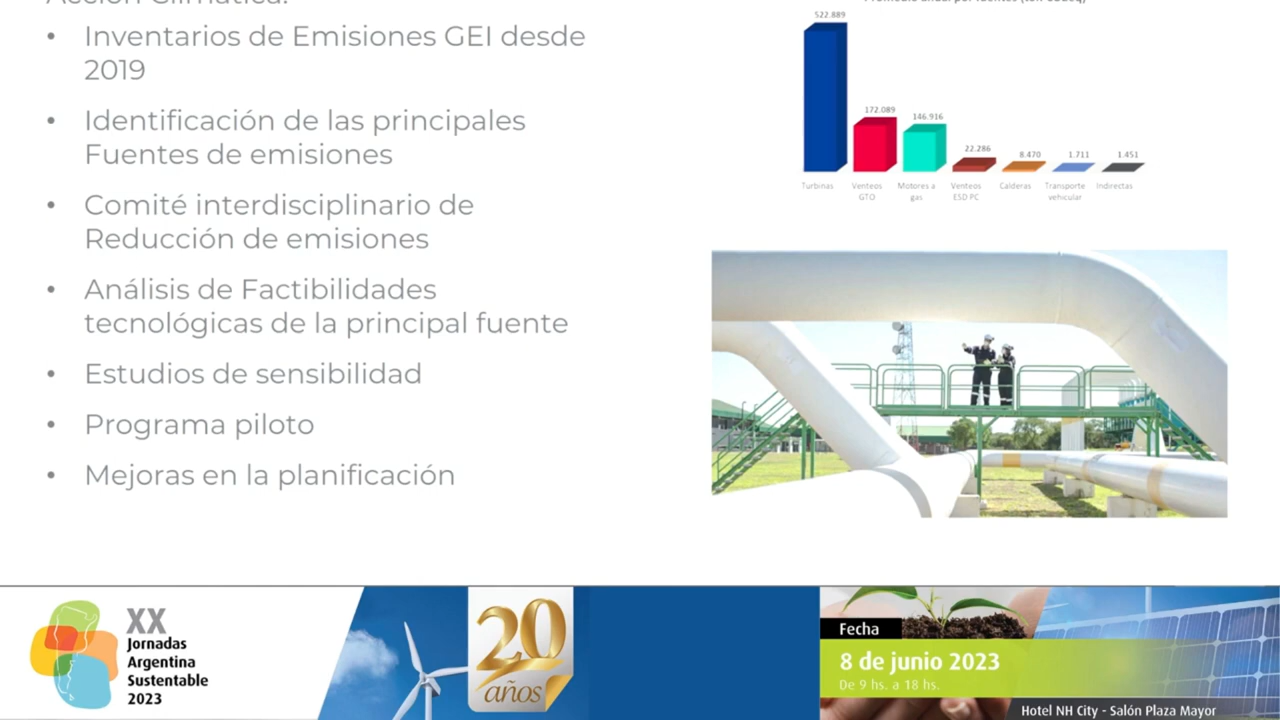 Acción Climática:
• Inventarios de Emisiones GEI desde
2019
• Identificación de las principales
Fuentes de emisiones
• Comité interdisciplinario de
Reducción de emisiones
• Análisis de Factibilidades
tecnológicas de la principal fuente
• Estudios de sensibilidad
• Programa piloto
• Mejoras en la planificación
522.889
172.089
146.916
22.286
8.470
1.711
1.451
Turbinas
Venteos
GTO
Motores a
gas
Venteos
ESD PC
Calderas
Transporte
vehicular
Indirectas
XX
Jornadas
Argentina
Sustentable
2023
20
años
Fecha
8 de junio 2023
De 9 hs. a 18 hs.
Hotel NH City - Salón Plaza Mayor